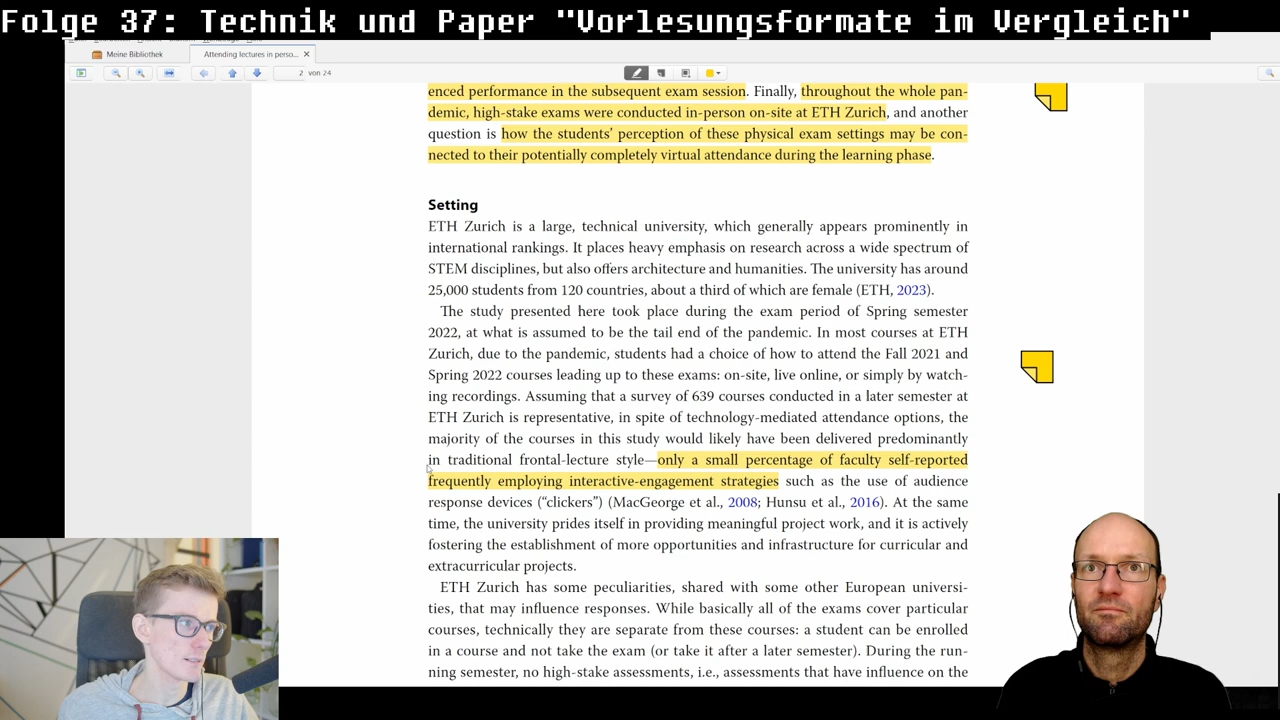 Folge 37: Technik und Paper "Vorlesungsformate im Vergleich"
Meine Bibliothek
Attending lectures in perso...
2 von 24
enced performance in the subsequent exam session. Finally, throughout the whole pan-
demic, high-stake exams were conducted in-person on-site at ETH Zurich, and another
question is how the students' perception of these physical exam settings may be con-
nected to their potentially completely virtual attendance during the learning phase.
Setting
ETH Zurich is a large, technical university, which generally appears prominently in
international rankings. It places heavy emphasis on research across a wide spectrum of
STEM disciplines, but also offers architecture and humanities. The university has around
25,000 students from 120 countries, about a third of which are female (ETH, 2023).
The study presented here took place during the exam period of Spring semester
2022, at what is assumed to be the tail end of the pandemic. In most courses at ETH
Zurich, due to the pandemic, students had a choice of how to attend the Fall 2021 and
Spring 2022 courses leading up to these exams: on-site, live online, or simply by watch-
ing recordings. Assuming that a survey of 639 courses conducted in a later semester at
ETH Zurich is representative, in spite of technology-mediated attendance options, the
majority of the courses in this study would likely have been delivered predominantly
in traditional frontal-lecture style—only a small percentage of faculty self-reported
frequently employing interactive-engagement strategies such as the use of audience
response devices ("clickers") (MacGeorge et al., 2008; Hunsu et al., 2016). At the same
time, the university prides itself in providing meaningful project work, and it is actively
fostering the establishment of more opportunities and infrastructure for curricular and
extracurricular projects.
ETH Zurich has some peculiarities, shared with some other European universi-
ties, that may influence responses. While basically all of the exams cover particular
courses, technically they are separate from these courses: a student can be enrolled
in a course and not take the exam (or take it after a later semester). During the run-
ning semester, no high-stake assessments, i.e., assessments that have influence on the